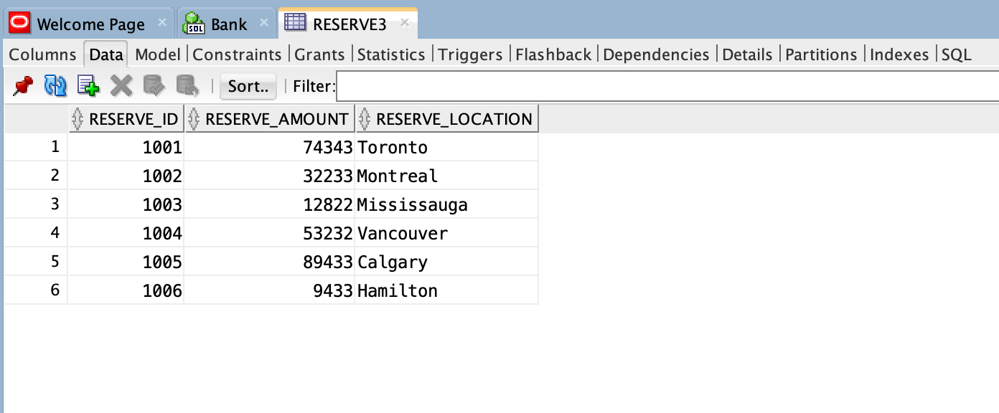 Welcome Page Bank RESERVE3
Columns Data Model Constraints Grants Statistics Triggers Flashback Dependencies Details Partitions Indexes SQL
Sort.. Filter:
RESERVE_ID RESERVE_AMOUNT RESERVE_LOCATION
1 1001 74343 Toronto
2 1002 32233 Montreal
3 1003 12822 Mississauga
4 1004 53232 Vancouver
5 1005 89433 Calgary
6 1006 9433 Hamilton